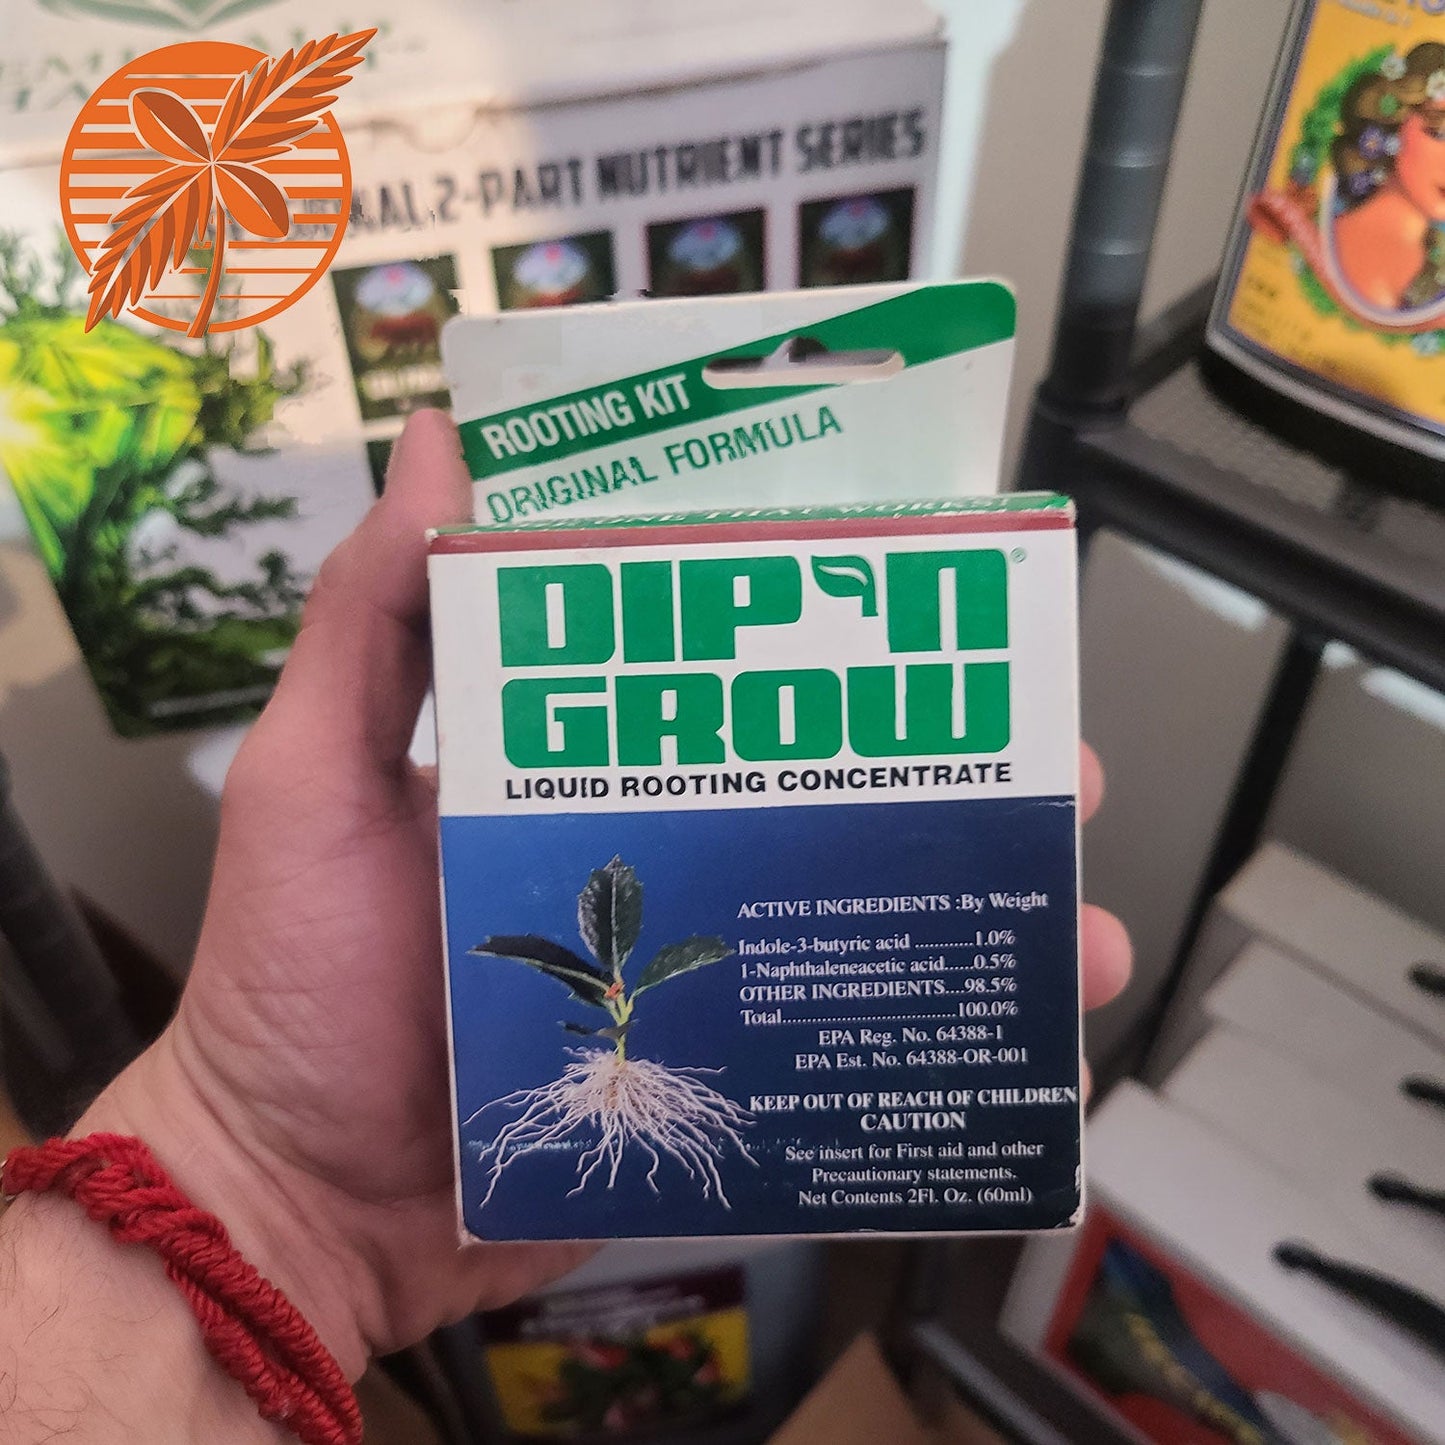 2-PART NUTRIENT SERIES
ROOTING KIT
ORIGINAL FORMULA
ONE THAT WORKS
DIP'N®
GROW
LIQUID ROOTING CONCENTRATE
ACTIVE INGREDIENTS :By Weight
Indole-3-butyric acid ............1.0%
1-Naphthaleneacetic acid......0.5%
OTHER INGREDIENTS....98.5%
Total...................................100.0%
EPA Reg. No. 64388-1
EPA Est. No. 64388-OR-001
KEEP OUT OF REACH OF CHILDREN
CAUTION
See insert for First aid and other
Precautionary statements.
Net Contents 2Fl. Oz. (60ml)